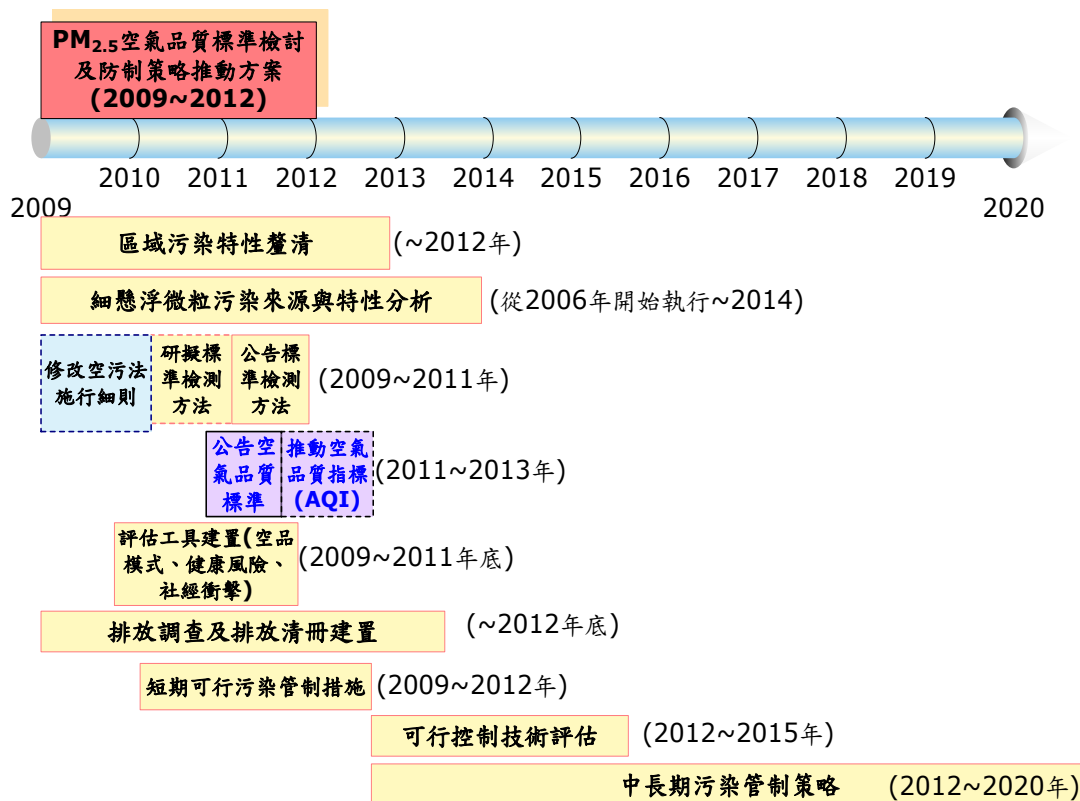 PM2.5空氣品質標準檢討
及防制策略推動方案
(2009~2012)
2010 2011 2012 2013 2014 2015 2016 2017 2018 2019
2009 2020
區域污染特性釐清 (~2012年)
細懸浮微粒污染來源與特性分析 (從2006年開始執行~2014)
修改空污法
施行細則
研擬標
準檢測
方法
公告標
準檢測
方法
(2009~2011年)
公告空
氣品質
標準
推動空氣
品質指標
(AQI)
(2011~2013年)
評估工具建置(空品
模式、健康風險、
社經衝擊)
(2009~2011年底)
排放調查及排放清冊建置 (~2012年底)
短期可行污染管制措施 (2009~2012年)
可行控制技術評估 (2012~2015年)
中長期污染管制策略 (2012~2020年)